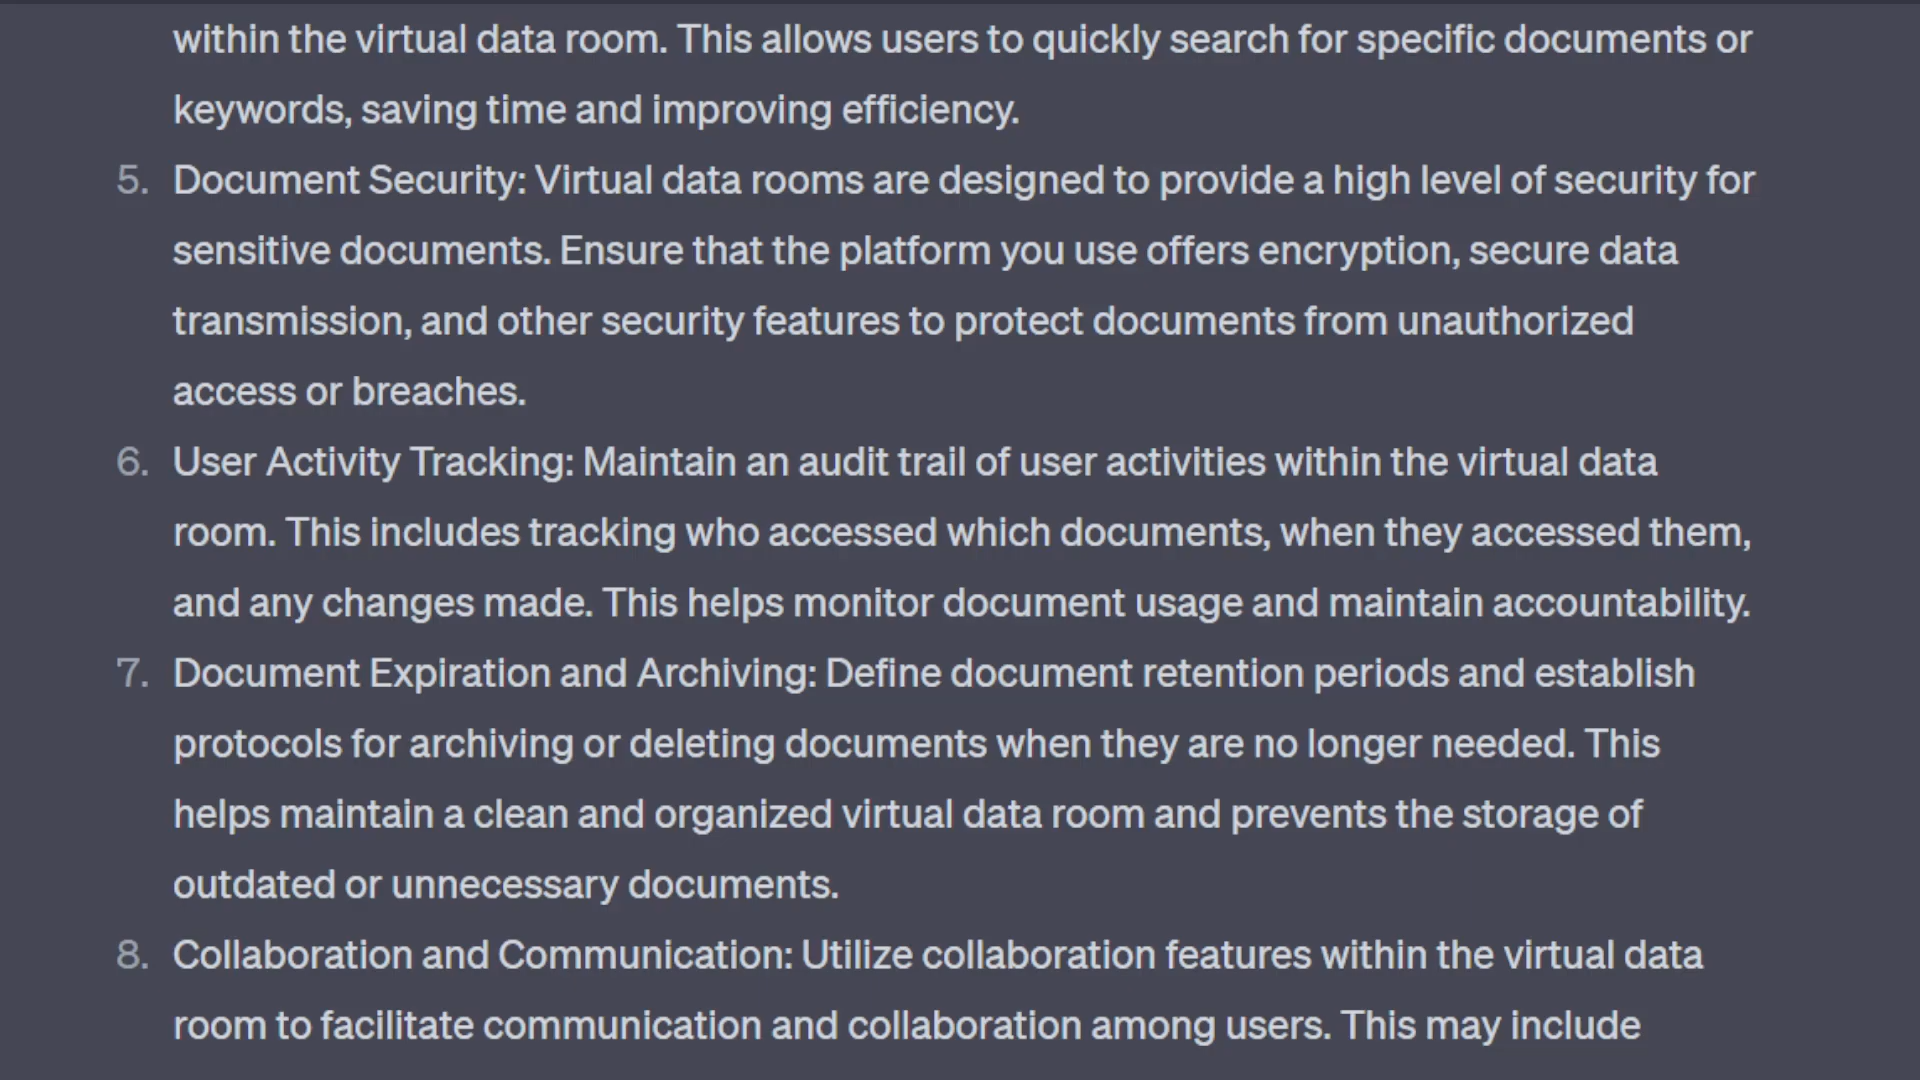 within the virtual data room. This allows users to quickly search for specific documents or
keywords, saving time and improving efficiency.
5. Document Security: Virtual data rooms are designed to provide a high level of security for
sensitive documents. Ensure that the platform you use offers encryption, secure data
transmission, and other security features to protect documents from unauthorized
access or breaches.
6. User Activity Tracking: Maintain an audit trail of user activities within the virtual data
room. This includes tracking who accessed which documents, when they accessed them,
and any changes made. This helps monitor document usage and maintain accountability.
7. Document Expiration and Archiving: Define document retention periods and establish
protocols for archiving or deleting documents when they are no longer needed. This
helps maintain a clean and organized virtual data room and prevents the storage of
outdated or unnecessary documents.
8. Collaboration and Communication: Utilize collaboration features within the virtual data
room to facilitate communication and collaboration among users. This may include